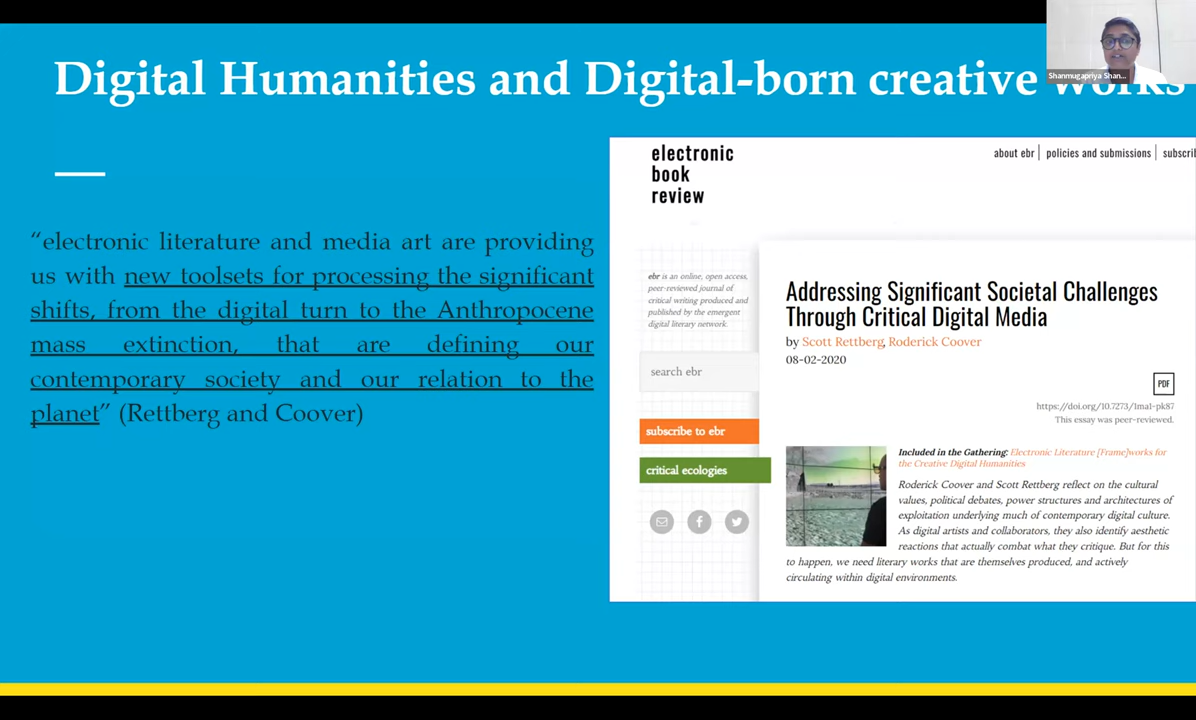 Digital Humanities and Digital-born creative works
Shanmugapriya Shan...
“electronic literature and media art are providing
us with new toolsets for processing the significant
shifts, from the digital turn to the Anthropocene
mass extinction, that are defining our
contemporary society and our relation to the
planet” (Rettberg and Coover)
electronic
book
review
about ebr
policies and submissions
subscri
ebr is an online, open access,
peer-reviewed journal of
critical writing produced and
published by the emergent
digital literary network.
search ebr
subscribe to ebr
critical ecologies
Addressing Significant Societal Challenges
Through Critical Digital Media
by Scott Rettberg, Roderick Coover
08-02-2020
PDF
https://doi.org/10.7273/1ma1-pk87
This essay was peer-reviewed.
Included in the Gathering: Electronic Literature [Frame]works for
the Creative Digital Humanities
Roderick Coover and Scott Rettberg reflect on the cultural
values, political debates, power structures and architectures of
exploitation underlying much of contemporary digital culture.
As digital artists and collaborators, they also identify aesthetic
reactions that actually combat what they critique. But for this
to happen, we need literary works that are themselves produced, and actively
circulating within digital environments.